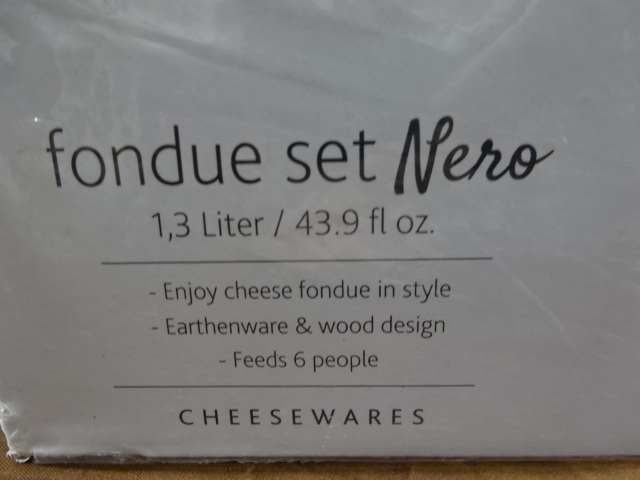 fondue set Nero
1,3 Liter / 43.9 fl oz.
- Enjoy cheese fondue in style
- Earthenware & wood design
- Feeds 6 people
CHEESEWARES